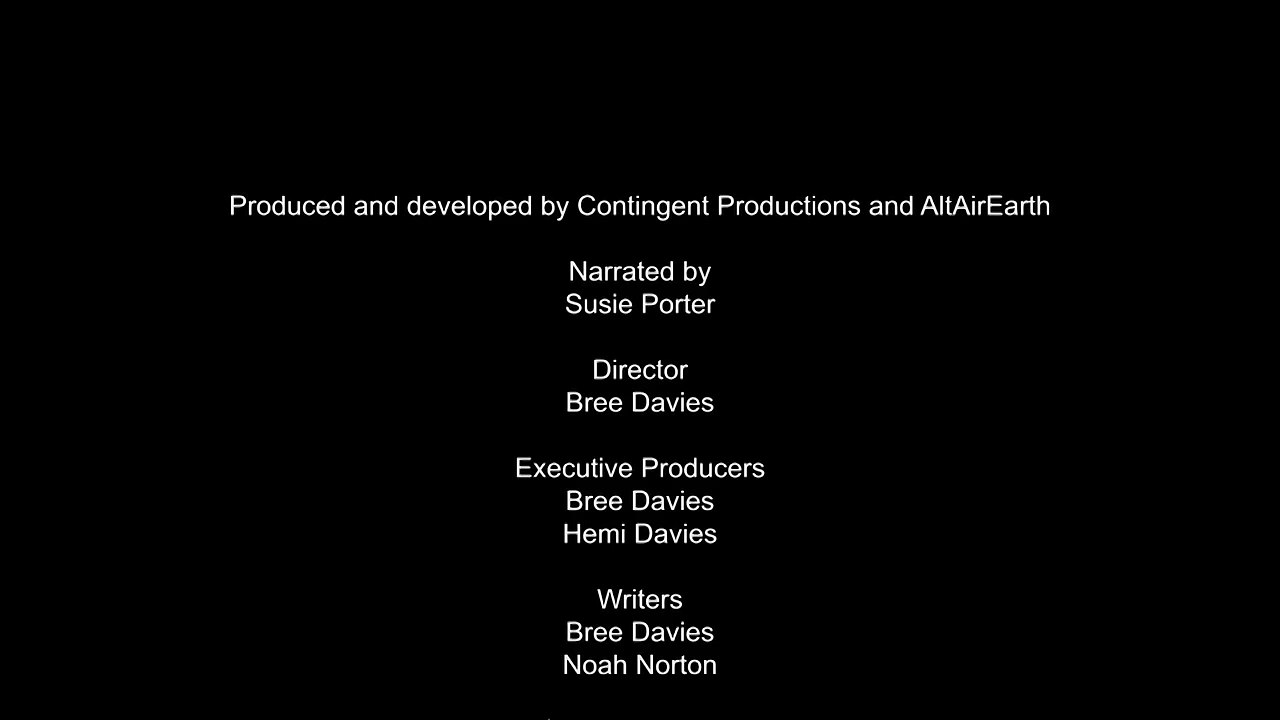 Produced and developed by Contingent Productions and AltAirEarth
Narrated by
Susie Porter
Director
Bree Davies
Executive Producers
Bree Davies
Hemi Davies
Writers
Bree Davies
Noah Norton